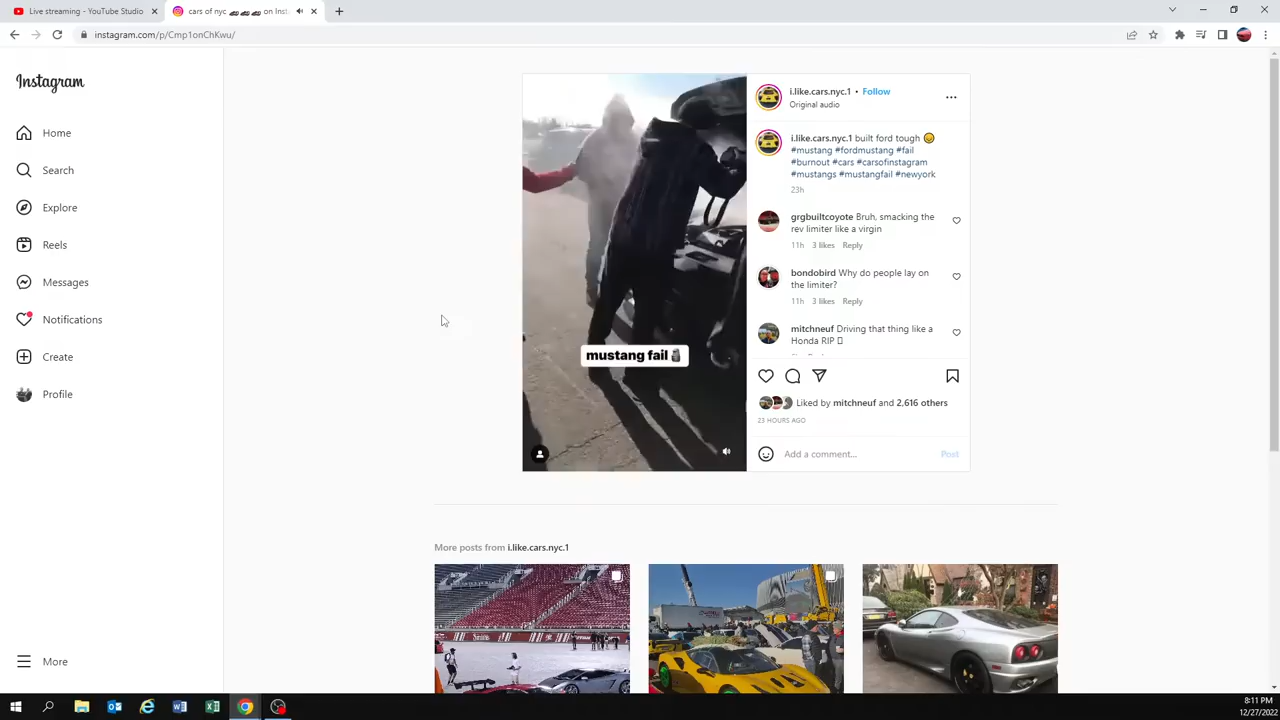 Live streaming - YouTube Studio
cars of nyc 🏎🏎🏎 on Inst
instagram.com/p/Cmp1onChKwu/
Instagram
Home
Search
Explore
Reels
Messages
Notifications
Create
Profile
More
mustang fail🗿
i.like.cars.nyc.1 • Follow
Original audio
i.like.cars.nyc.1 built ford tough
#mustang #fordmustang #fail
#burnout #cars #carsofinstagram
#mustangs #mustangfail #newyork
23h
grgbuiltcoyote Bruh, smacking the
rev limiter like a virgin
11h 3 likes Reply
bondobird Why do people lay on
the limiter?
11h 3 likes Reply
mitchneuf Driving that thing like a
Honda RIP
Liked by mitchneuf and 2,616 others
23 HOURS AGO
Add a comment... Post
More posts from i.like.cars.nyc.1
8:11 PM
12/27/2022